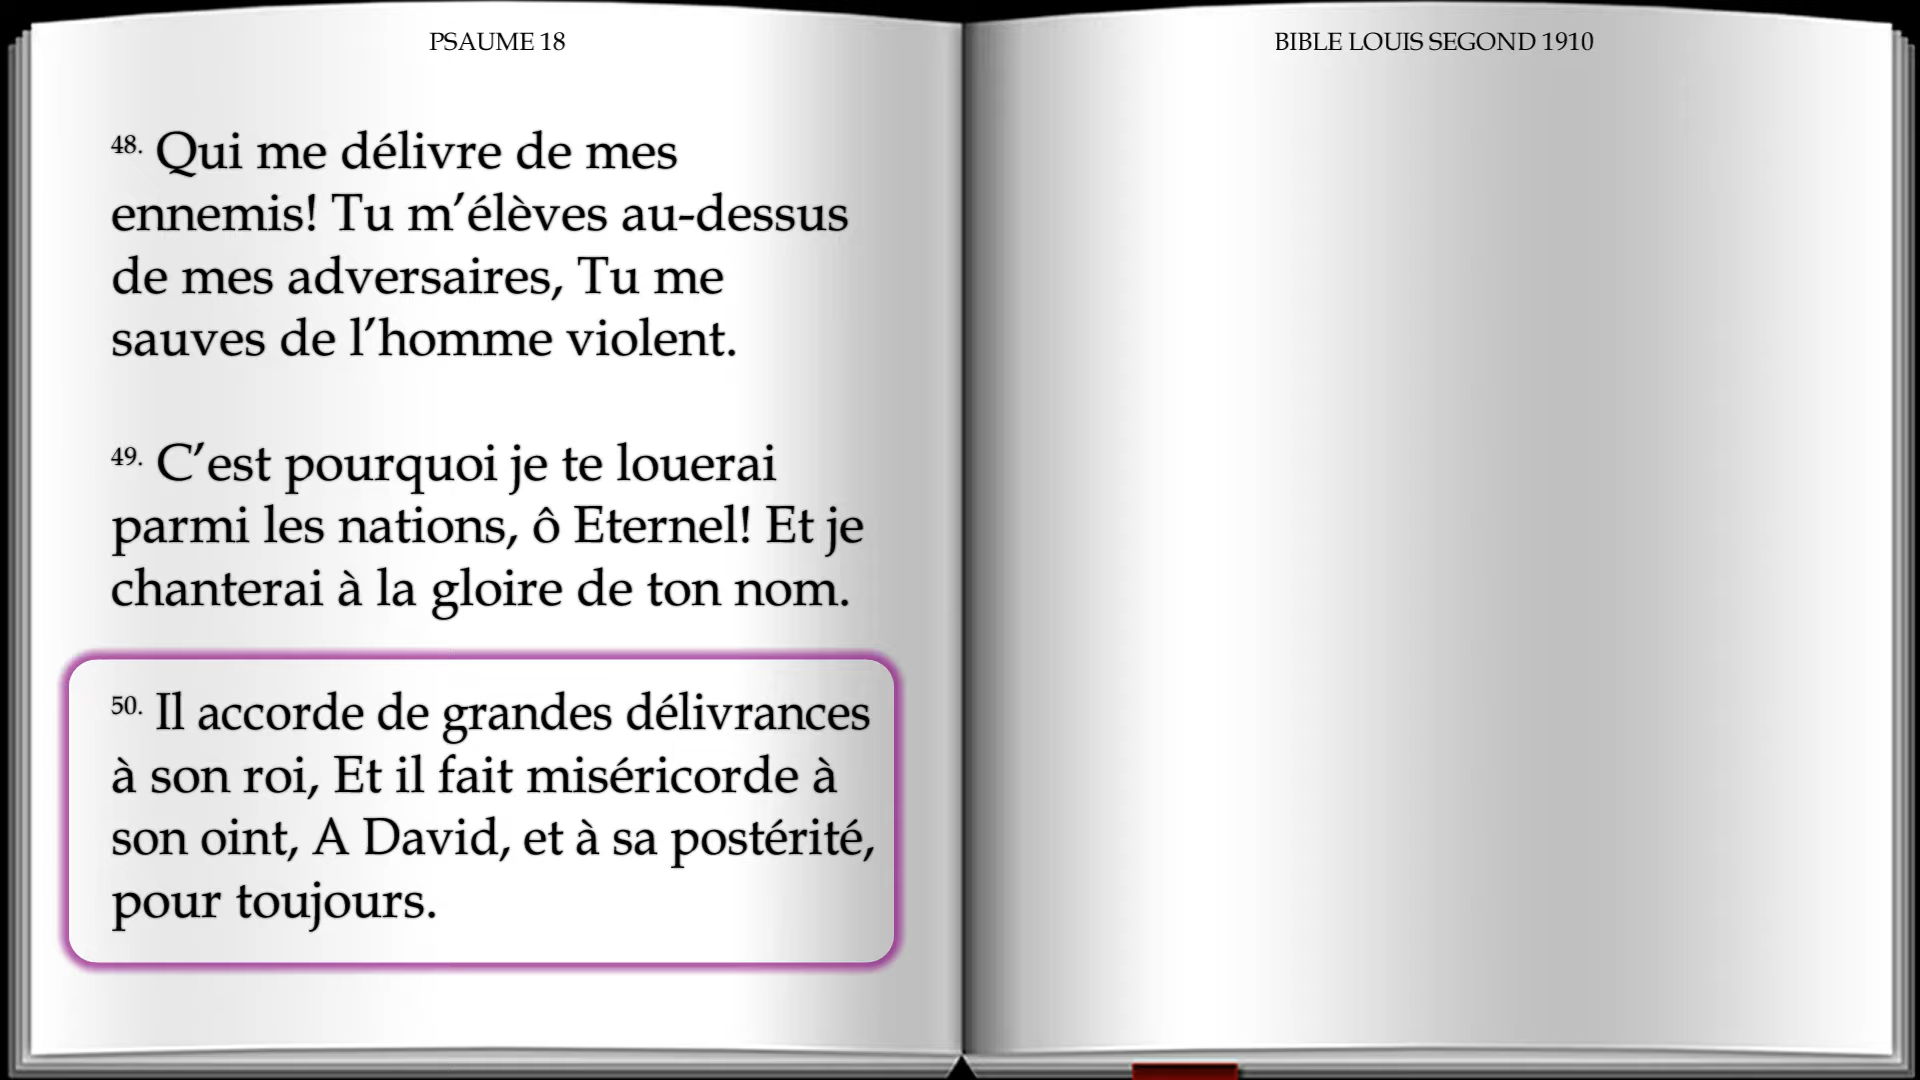 PSAUME 18
48. Qui me délivre de mes
ennemis! Tu m’élèves au-dessus
de mes adversaires, Tu me
sauves de l’homme violent.
49. C’est pourquoi je te louerai
parmi les nations, ô Eternel! Et je
chanterai à la gloire de ton nom.
50. Il accorde de grandes délivrances
à son roi, Et il fait miséricorde à
son oint, A David, et à sa postérité,
pour toujours.
BIBLE LOUIS SEGOND 1910